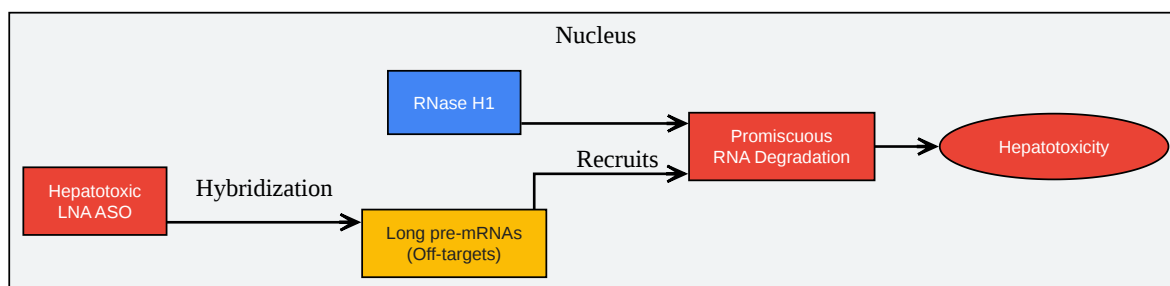 Nucleus
RNase H1
Promiscuous
RNA Degradation
Hepatotoxicity
Recruits
Hepatotoxic
LNA ASO
Hybridization
Long pre-mRNAs
(Off-targets)